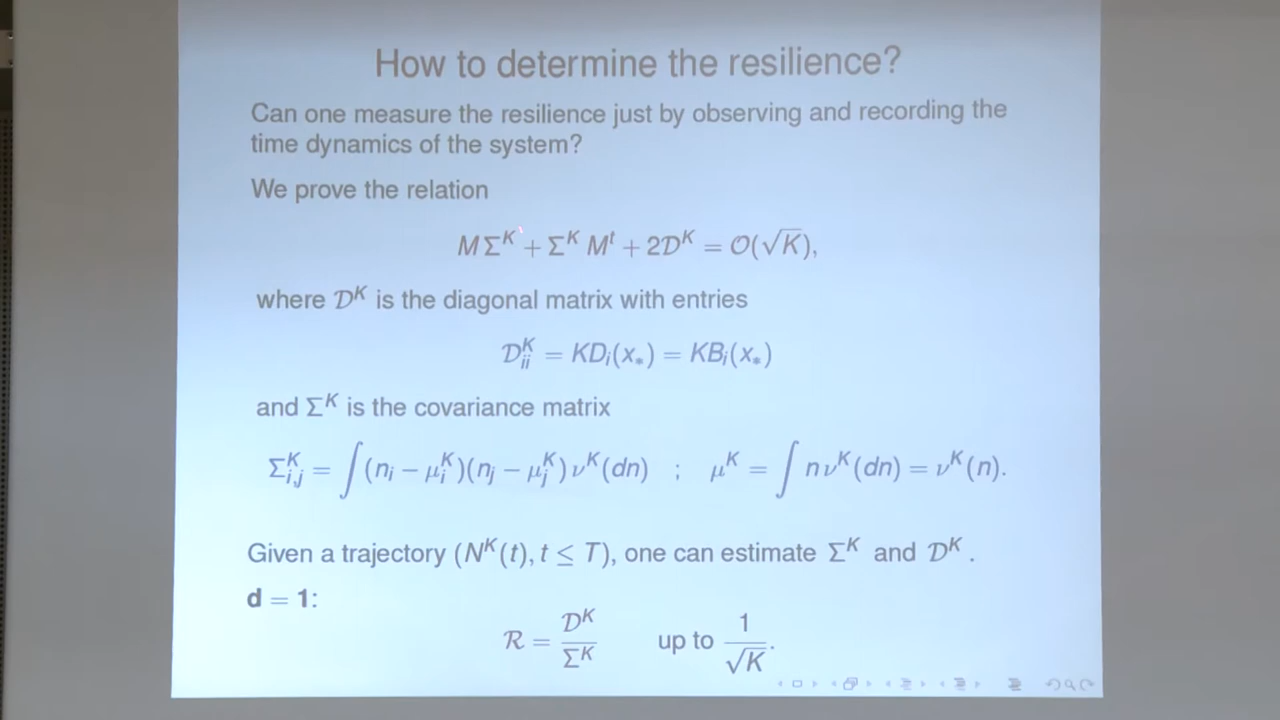 How to determine the resilience?
Can one measure the resilience just by observing and recording the
time dynamics of the system?
We prove the relation
MΣ^K + Σ^K M^t + 2𝒟^K = 𝒪(√K),
where 𝒟^K is the diagonal matrix with entries
𝒟^K_{ii} = KD_i(x_*) = KB_i(x_*)
and Σ^K is the covariance matrix
Σ^K_{i,j} = ∫(n_i − μ^K_i)(n_j − μ^K_j) ν^K(dn) ; μ^K = ∫ n ν^K(dn) = ν^K(n).
Given a trajectory (N^K(t), t ≤ T), one can estimate Σ^K and 𝒟^K.
d = 1:
ℛ = 𝒟^K / Σ^K up to 1/√K.